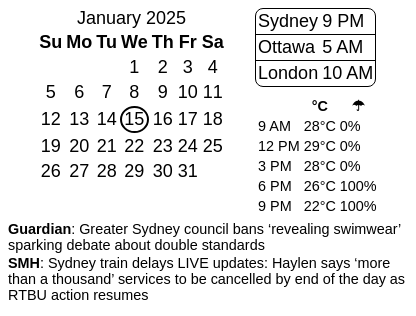 January 2025
Su Mo Tu We Th Fr Sa
1 2 3 4
5 6 7 8 9 10 11
12 13 14 15 16 17 18
19 20 21 22 23 24 25
26 27 28 29 30 31
Sydney 9 PM
Ottawa 5 AM
London 10 AM
°C ☂
9 AM 28°C 0%
12 PM 29°C 0%
3 PM 28°C 0%
6 PM 26°C 100%
9 PM 22°C 100%
Guardian: Greater Sydney council bans ‘revealing swimwear’
sparking debate about double standards
SMH: Sydney train delays LIVE updates: Haylen says ‘more
than a thousand’ services to be cancelled by end of the day as
RTBU action resumes